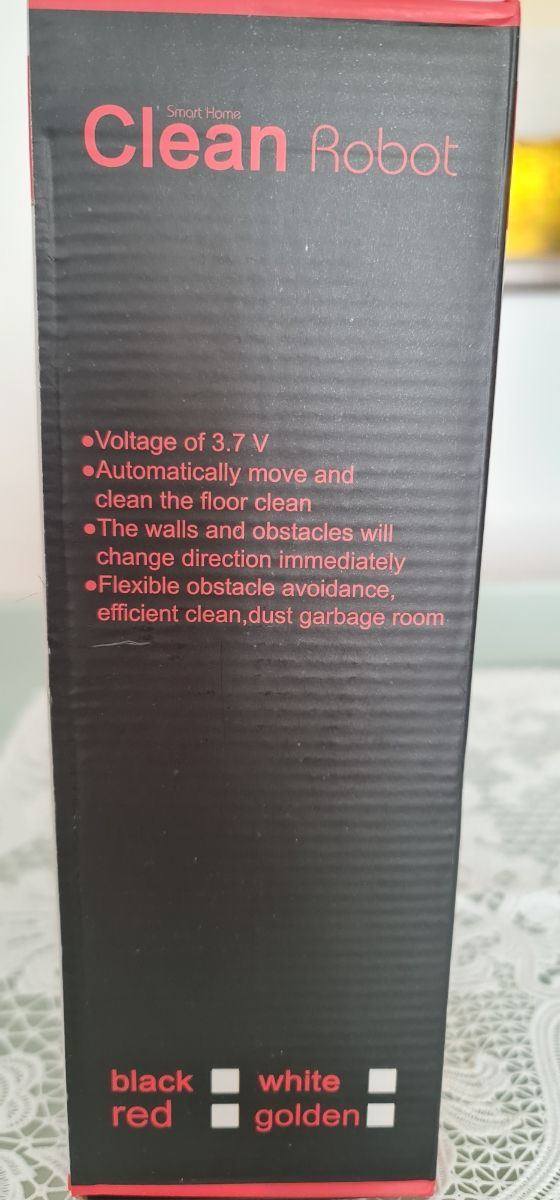 Smart Home
Clean Robot
•Voltage of 3.7 V
•Automatically move and
clean the floor clean
•The walls and obstacles will
change direction immediately
•Flexible obstacle avoidance,
efficient clean,dust garbage room
black white
red golden